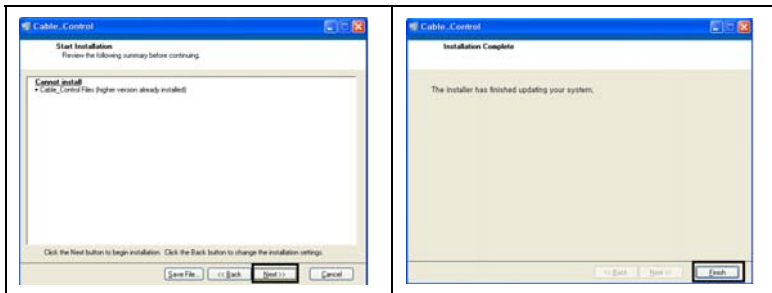 Cable_Control
Start Installation
Review the following summary before continuing.
Cannot install
• Cable_Control Files (higher version already installed)
Click the Next button to begin installation. Click the Back button to change the installation settings.
Save File... << Back Next >> Cancel
Cable_Control
Installation Complete
The installer has finished updating your system.
<< Back Next >> Finish